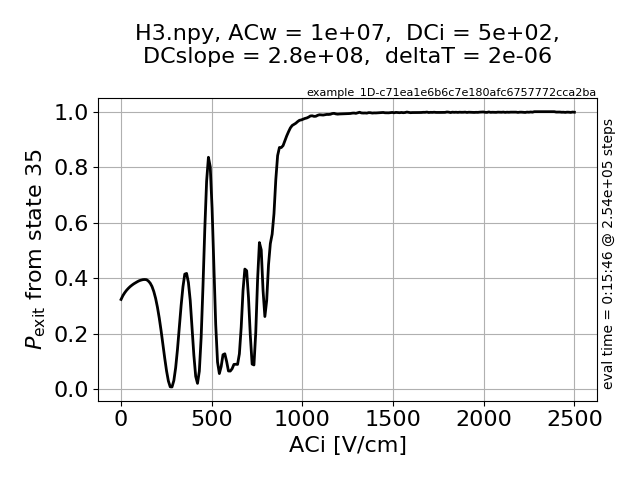 H3.npy, ACw = 1e+07,  DCi = 5e+02,
DCslope = 2.8e+08,  deltaT = 2e-06
example_1D-c71ea1e6b6c7e180afc6757772cca2ba
1.0
0.8
0.6
0.4
0.2
0.0
P_exit from state 35
eval time = 0:15:46 @ 2.54e+05 steps
0 500 1000 1500 2000 2500
ACi [V/cm]